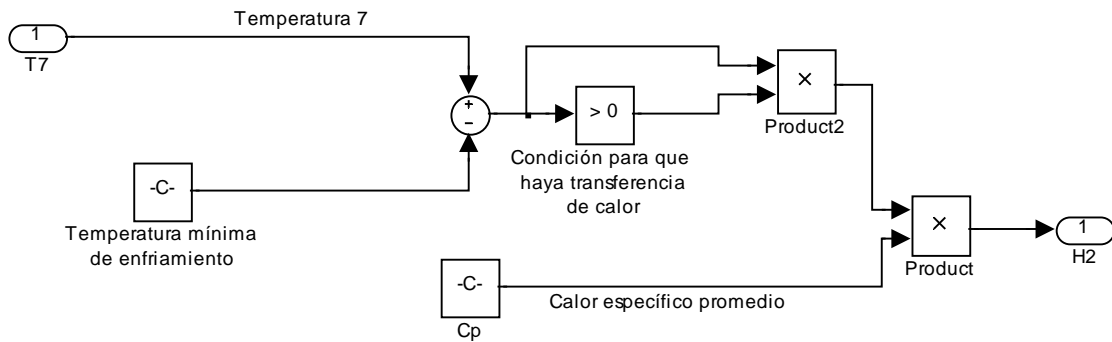 Temperatura 7
1
T7
+
−
> 0
×
Product2
Condición para que
haya transferencia
de calor
-C-
Temperatura mínima
de enfriamiento
×
Product
1
H2
-C-
Cp
Calor específico promedio